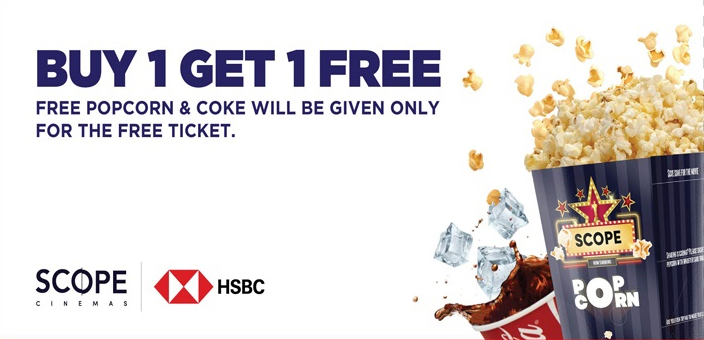 BUY 1 GET 1 FREE
FREE POPCORN & COKE WILL BE GIVEN ONLY
FOR THE FREE TICKET.
SCOPE
CINEMAS
HSBC
SCOPE
POP
CORN